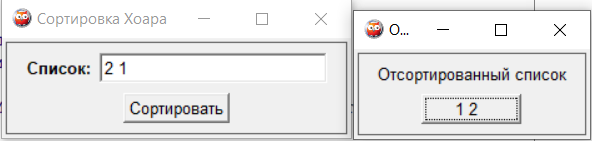 Сортировка Хоара
Список: 2 1
Сортировать
О...
Отсортированный список
1 2